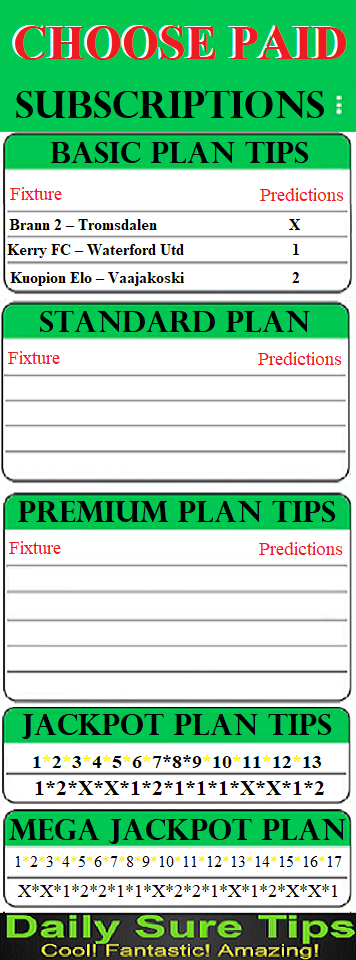 CHOOSE PAID
SUBSCRIPTIONS
BASIC PLAN TIPS
Fixture Predictions
Brann 2 – Tromsdalen X
Kerry FC – Waterford Utd 1
Kuopion Elo – Vaajakoski 2
STANDARD PLAN
Fixture Predictions
PREMIUM PLAN TIPS
Fixture Predictions
JACKPOT PLAN TIPS
1*2*3*4*5*6*7*8*9*10*11*12*13
1*2*X*X*1*2*1*1*1*X*X*1*2
MEGA JACKPOT PLAN
1*2*3*4*5*6*7*8*9*10*11*12*13*14*15*16*17
X*X*1*2*2*1*1*X*2*2*1*X*1*2*X*X*1
Daily Sure Tips
Cool! Fantastic! Amazing!